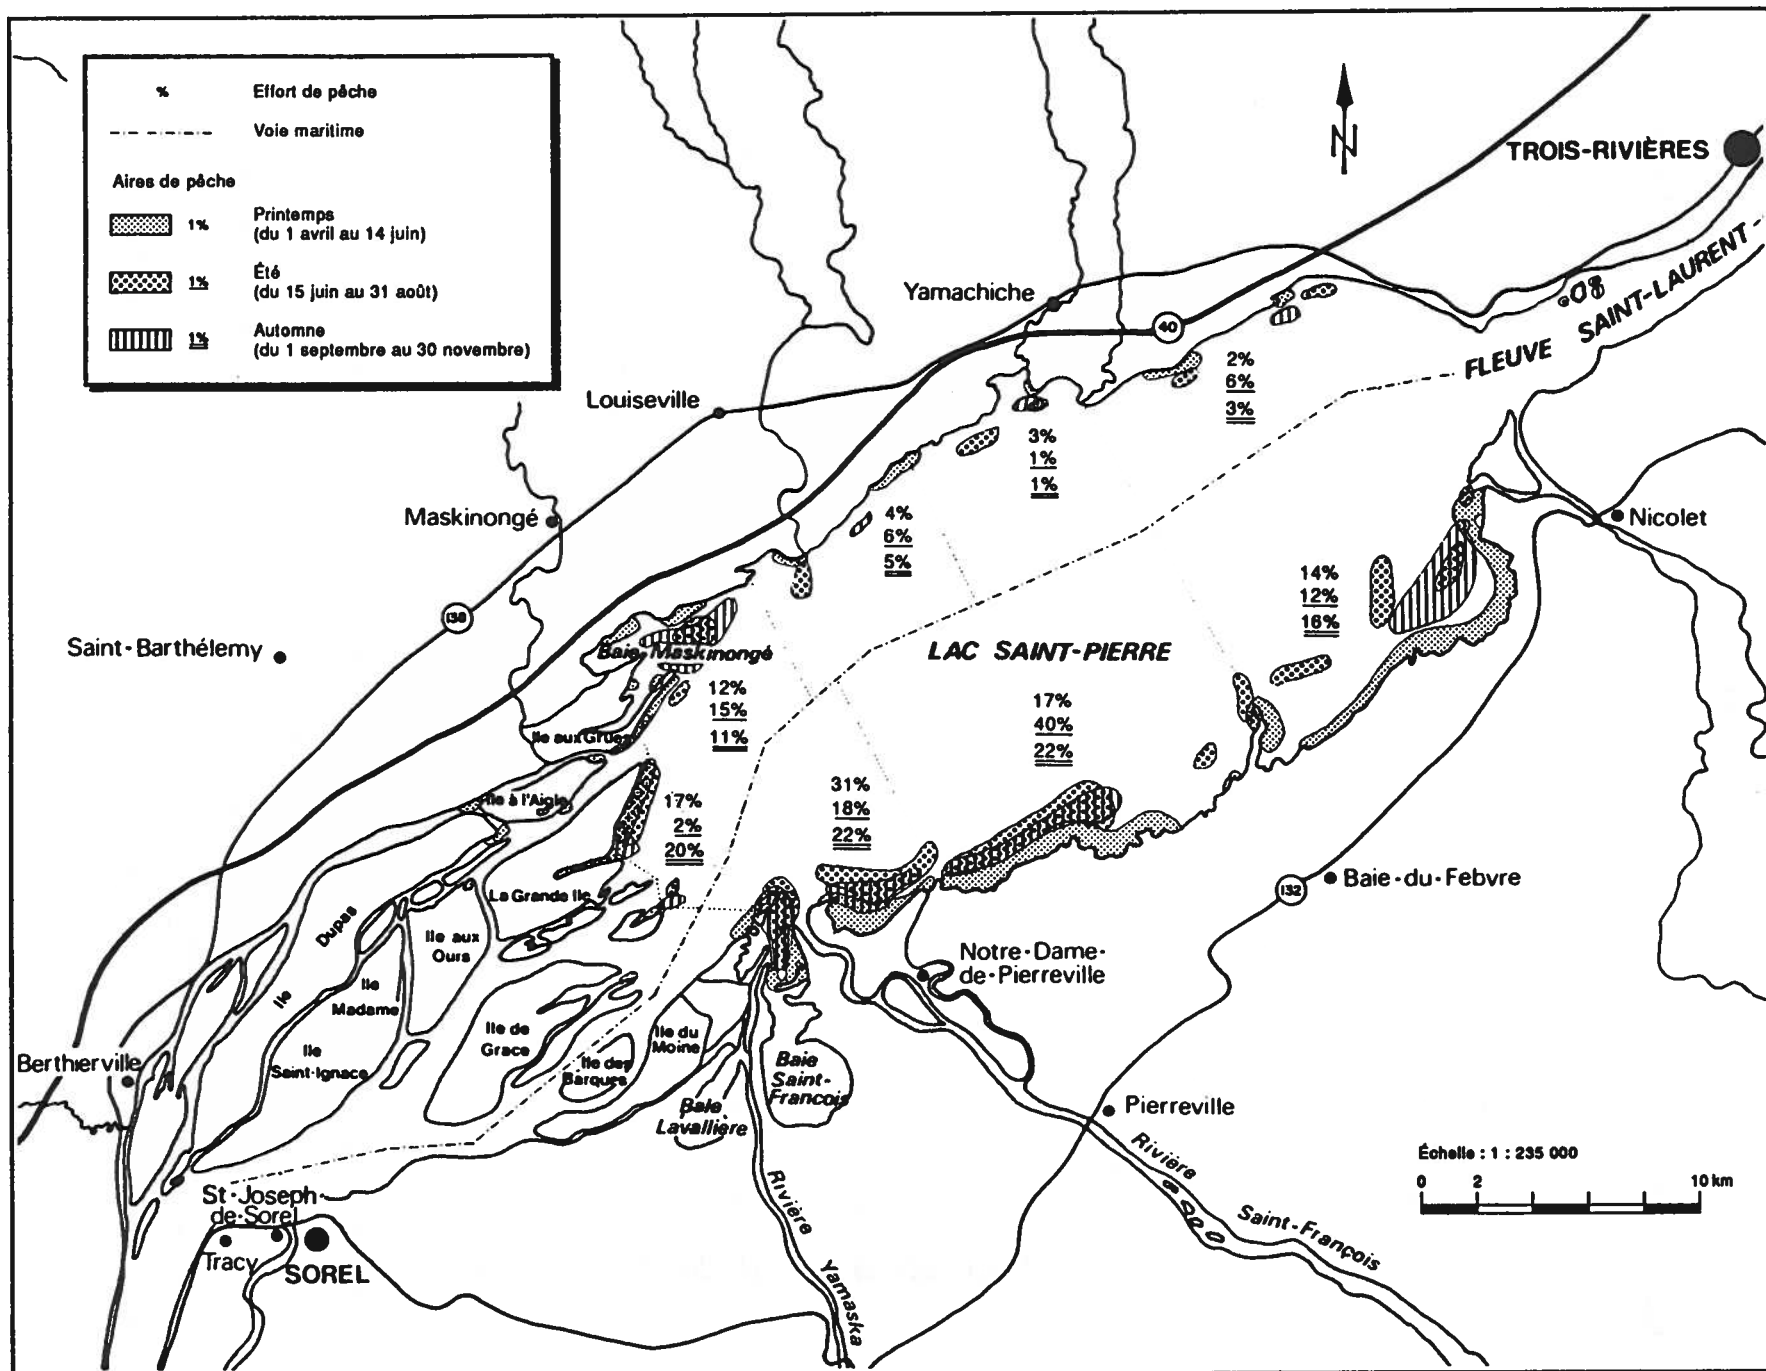 % Effort de pêche
Voie maritime
Aires de pêche
1% Printemps
(du 1 avril au 14 juin)
1% Été
(du 15 juin au 31 août)
1% Automne
(du 1 septembre au 30 novembre)
N
TROIS-RIVIÈRES
FLEUVE SAINT-LAURENT
Yamachiche
40
Louiseville
2%
6%
3%
3%
1%
1%
Maskinongé
4%
6%
5%
Nicolet
14%
12%
16%
138
Saint-Barthélemy
Baie Maskinongé
LAC SAINT-PIERRE
12%
15%
11%
17%
40%
22%
Ile aux Grues
Ile à l'Aigle
17%
2%
20%
31%
18%
22%
La Grande Ile
Baie-du-Febvre
132
Ile Dupas
Ile aux
Ours
Notre-Dame-
de-Pierreville
Ile
Madame
Ile de
Grace
Ile du
Moine
Ile
Saint-Ignace
Ile des
Barques
Baie
Saint-
François
Baie
Lavallière
Berthierville
Pierreville
Rivière
Saint-François
Échelle : 1 : 235 000
0 2 10 km
St-Joseph-
de-Sorel
Tracy
SOREL
Rivière
Yamaska